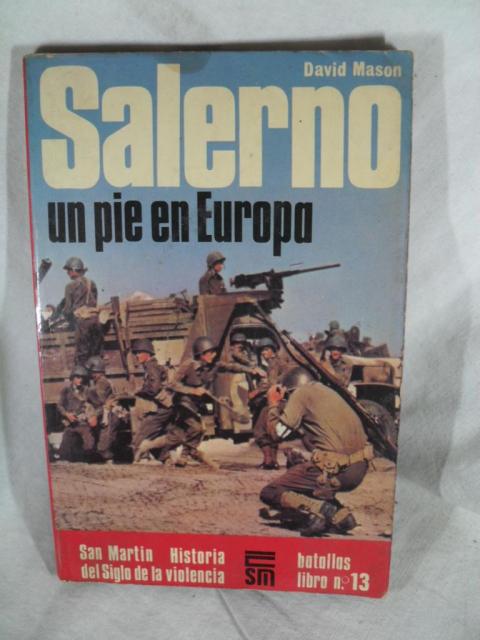 David Mason
Salerno
un pie en Europa
San Martin Historia
del Siglo de la violencia
sm
batallas
libro n.º 13